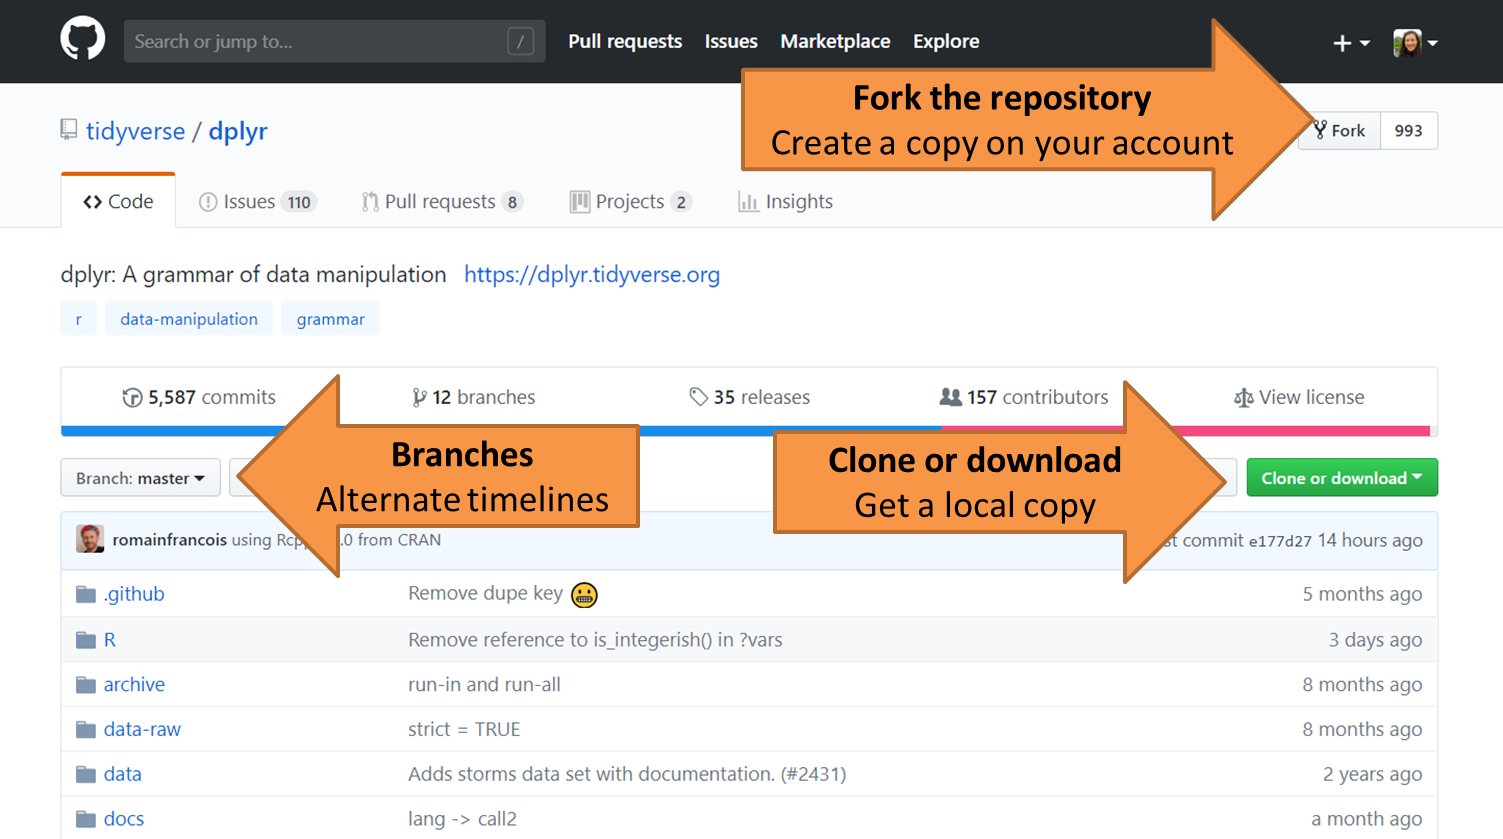 Search or jump to... /
Pull requests Issues Marketplace Explore
Fork the repository
Create a copy on your account
tidyverse / dplyr
Fork 993
Code Issues 110 Pull requests 8 Projects 2 Insights
dplyr: A grammar of data manipulation https://dplyr.tidyverse.org
r data-manipulation grammar
5,587 commits 12 branches 35 releases 157 contributors View license
Branches
Alternate timelines
Clone or download
Get a local copy
Branch: master Clone or download
romainfrancois using .0 from CRAN commit e177d27 14 hours ago
.github Remove dupe key 😬 5 months ago
R Remove reference to is_integerish() in ?vars 3 days ago
archive run-in and run-all 8 months ago
data-raw strict = TRUE 8 months ago
data Adds storms data set with documentation. (#2431) 2 years ago
docs lang -> call2 a month ago